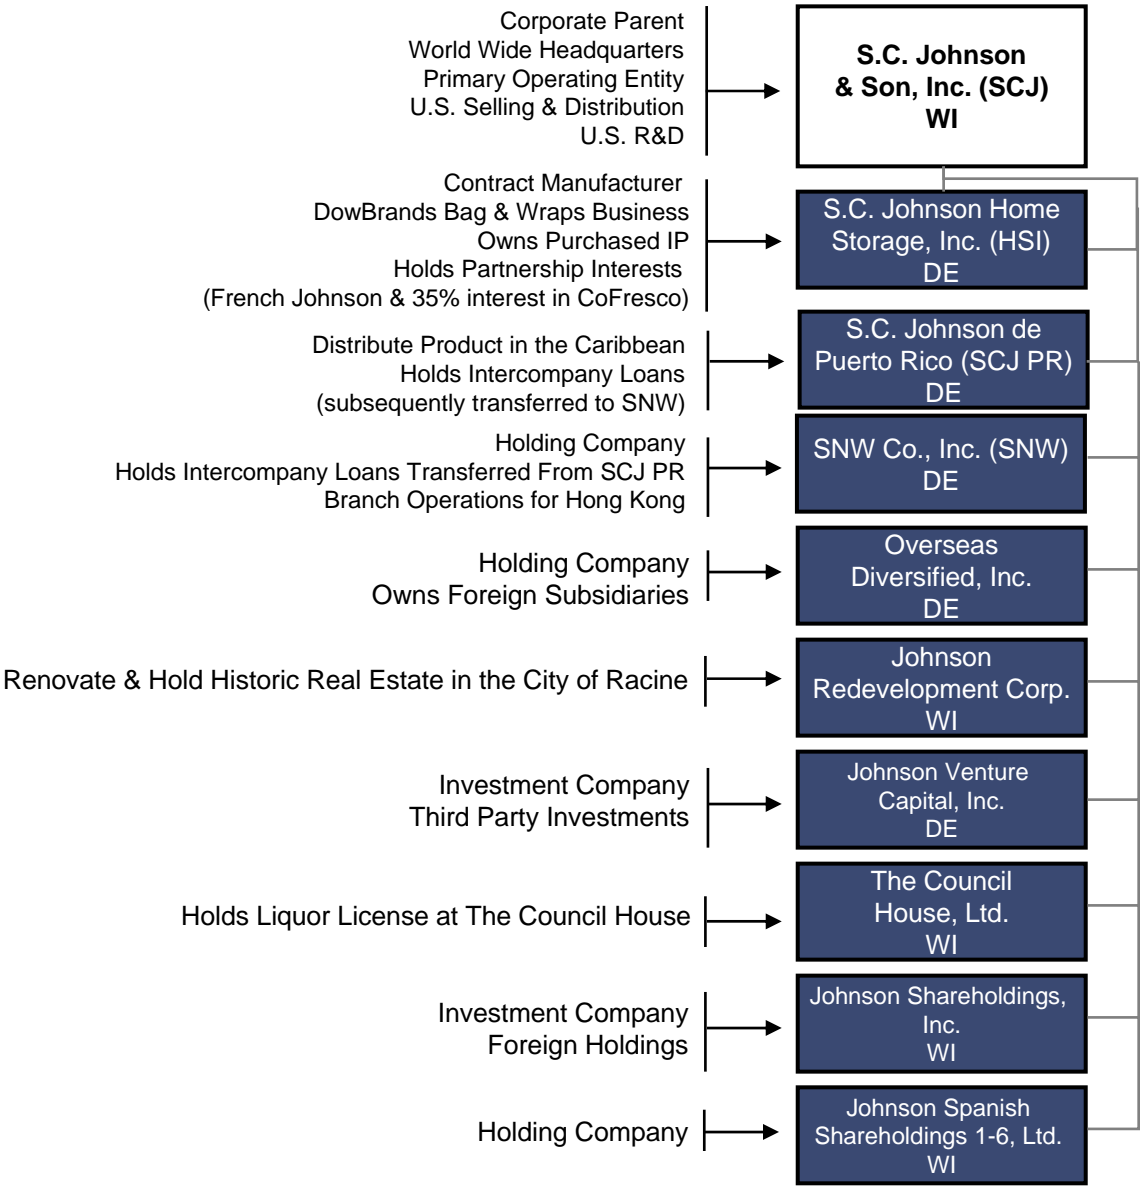 Corporate Parent
World Wide Headquarters
Primary Operating Entity
U.S. Selling & Distribution
U.S. R&D
S.C. Johnson
& Son, Inc. (SCJ)
WI
Contract Manufacturer
DowBrands Bag & Wraps Business
Owns Purchased IP
Holds Partnership Interests
(French Johnson & 35% interest in CoFresco)
S.C. Johnson Home
Storage, Inc. (HSI)
DE
Distribute Product in the Caribbean
Holds Intercompany Loans
(subsequently transferred to SNW)
S.C. Johnson de
Puerto Rico (SCJ PR)
DE
Holding Company
Holds Intercompany Loans Transferred From SCJ PR
Branch Operations for Hong Kong
SNW Co., Inc. (SNW)
DE
Holding Company
Owns Foreign Subsidiaries
Overseas
Diversified, Inc.
DE
Renovate & Hold Historic Real Estate in the City of Racine
Johnson
Redevelopment Corp.
WI
Investment Company
Third Party Investments
Johnson Venture
Capital, Inc.
DE
Holds Liquor License at The Council House
The Council
House, Ltd.
WI
Investment Company
Foreign Holdings
Johnson Shareholdings,
Inc.
WI
Holding Company
Johnson Spanish
Shareholdings 1-6, Ltd.
WI